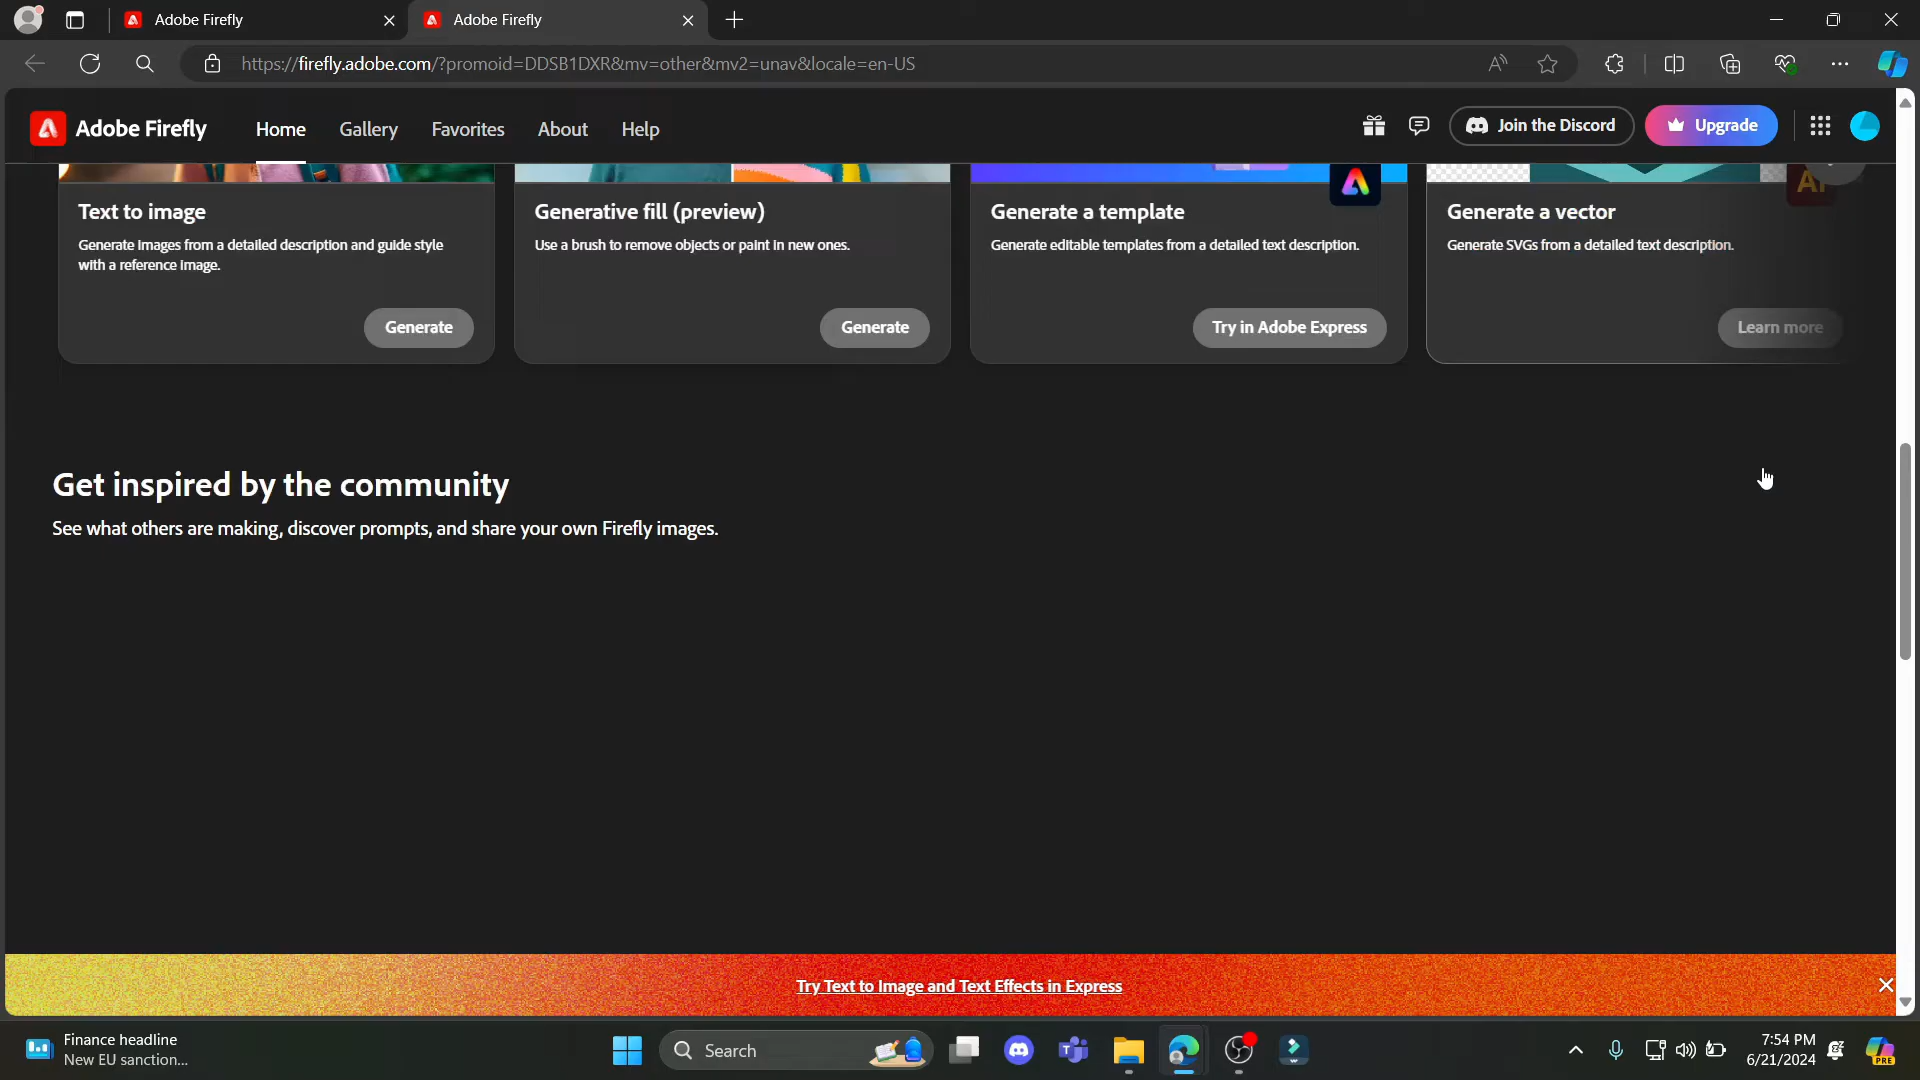 Adobe Firefly
Adobe Firefly
https://firefly.adobe.com/?promoid=DDSB1DXR&mv=other&mv2=unav&locale=en-US
Adobe Firefly
Home
Gallery
Favorites
About
Help
Join the Discord
Upgrade
Ai
Text to image
Generate images from a detailed description and guide style
with a reference image.
Generate
Generative fill (preview)
Use a brush to remove objects or paint in new ones.
Generate
Generate a template
Generate editable templates from a detailed text description.
Try in Adobe Express
Generate a vector
Generate SVGs from a detailed text description.
Learn more
Get inspired by the community
See what others are making, discover prompts, and share your own Firefly images.
Try Text to Image and Text Effects in Express
Finance headline
New EU sanction...
Search
7:54 PM
6/21/2024
PRE